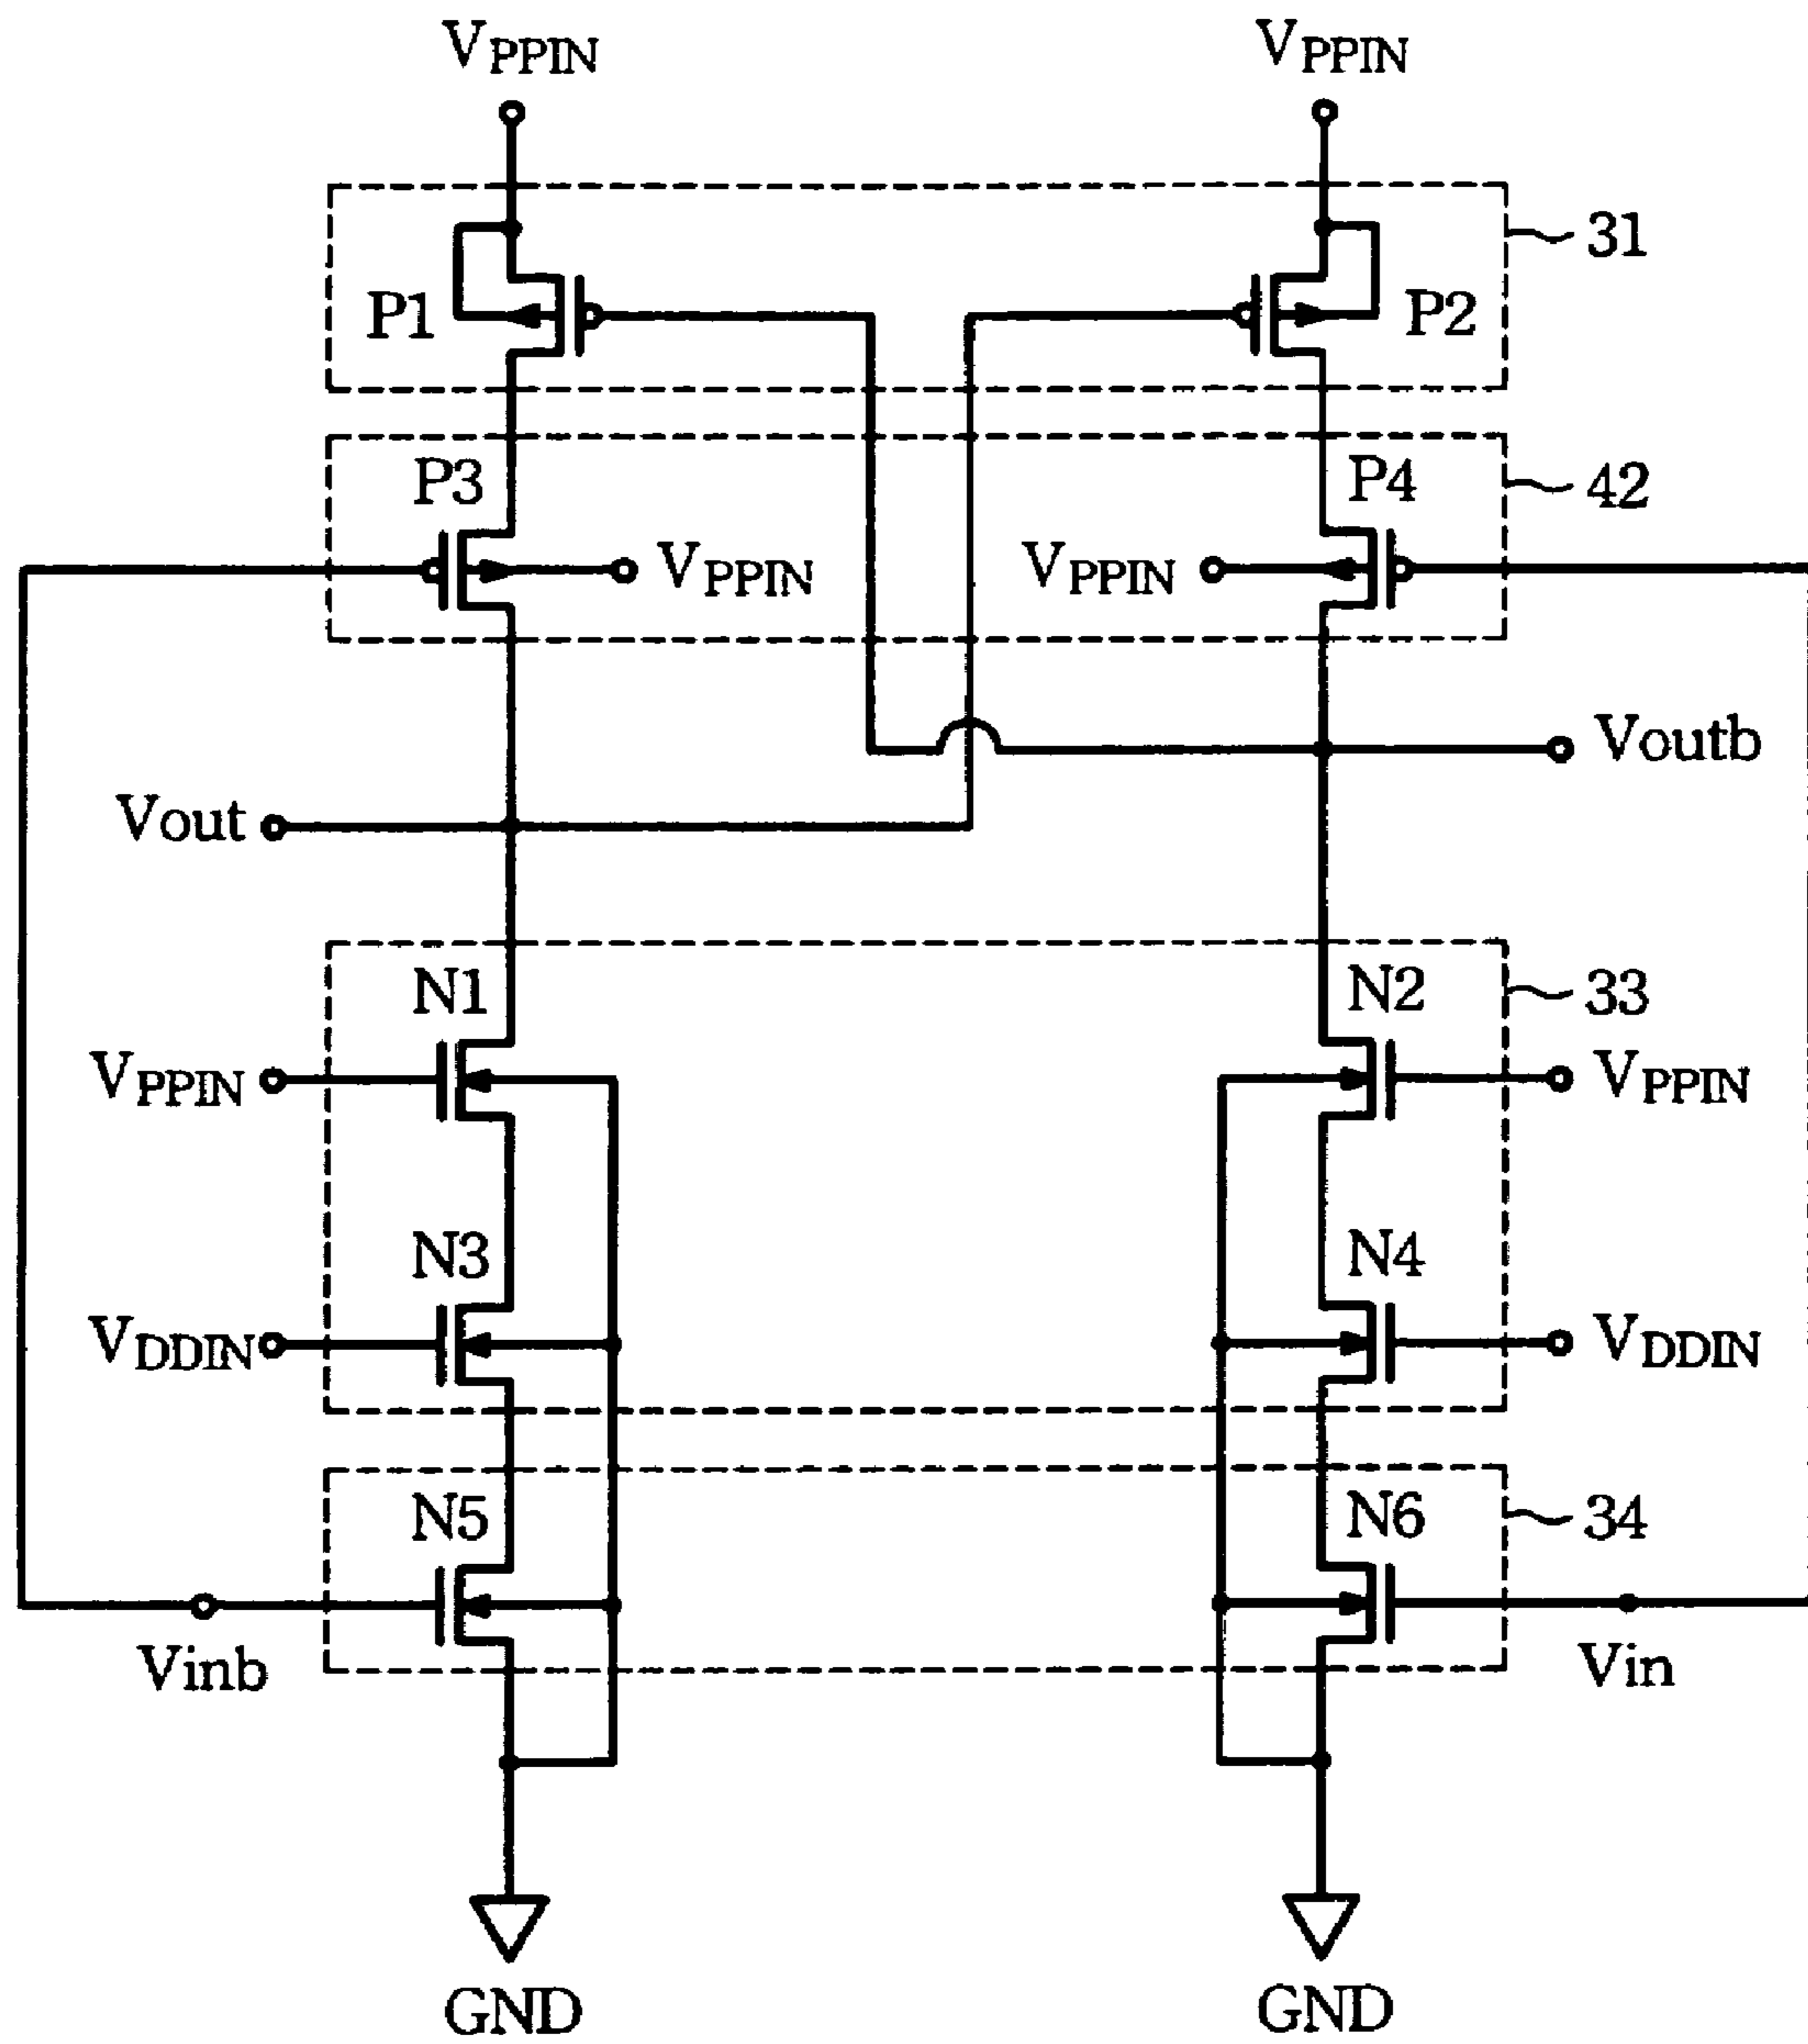 VPPIN VPPIN
31
P1 P2
P3 P4 42
VPPIN VPPIN
Voutb
Vout
N1 N2 33
VPPIN VPPIN
N3 N4
VDDIN VDDIN
N5 N6 34
Vinb Vin
GND GND